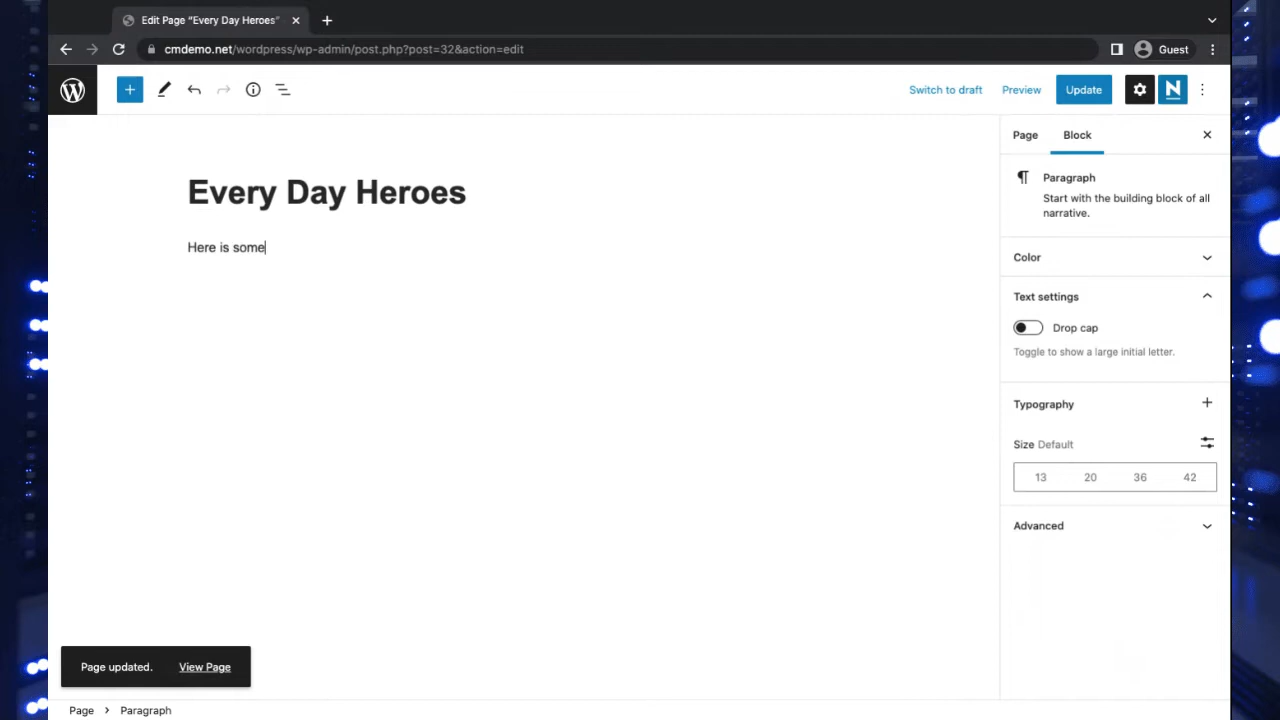 Edit Page “Every Day Heroes”
cmdemo.net/wordpress/wp-admin/post.php?post=32&action=edit
Guest
Switch to draft
Preview
Update
Page
Block
Every Day Heroes
Here is some
Paragraph
Start with the building block of all
narrative.
Color
Text settings
Drop cap
Toggle to show a large initial letter.
Typography
Size Default
13 20 36 42
Advanced
Page updated. View Page
Page > Paragraph